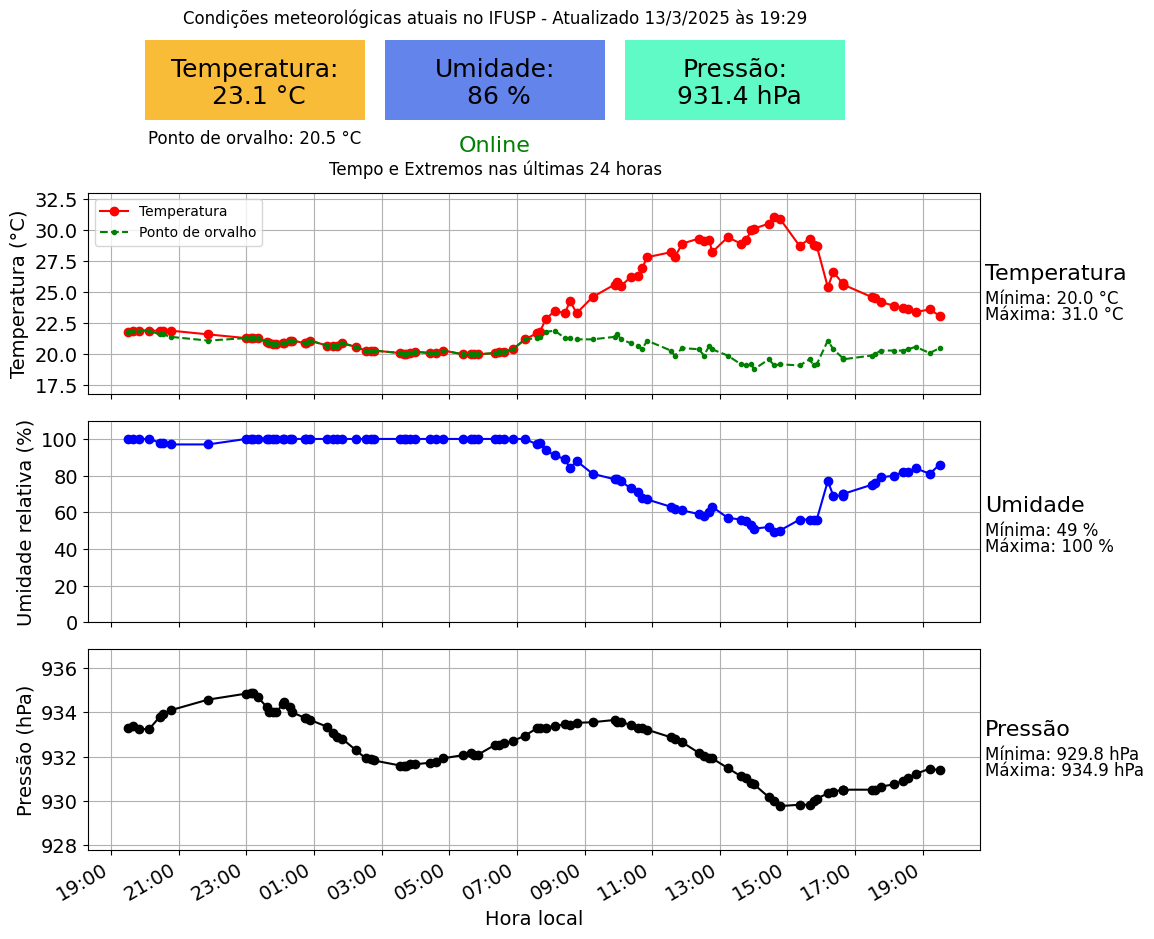 Condições meteorológicas atuais no IFUSP - Atualizado 13/3/2025 às 19:29
Temperatura:
23.1 °C
Umidade:
86 %
Pressão:
931.4 hPa
Ponto de orvalho: 20.5 °C
Online
Tempo e Extremos nas últimas 24 horas
Temperatura (°C)
32.5
30.0
27.5
25.0
22.5
20.0
17.5
Temperatura
Ponto de orvalho
Temperatura
Mínima: 20.0 °C
Máxima: 31.0 °C
Umidade relativa (%)
100
80
60
40
20
0
Umidade
Mínima: 49 %
Máxima: 100 %
Pressão (hPa)
936
934
932
930
928
Pressão
Mínima: 929.8 hPa
Máxima: 934.9 hPa
19:00 21:00 23:00 01:00 03:00 05:00 07:00 09:00 11:00 13:00 15:00 17:00 19:00
Hora local